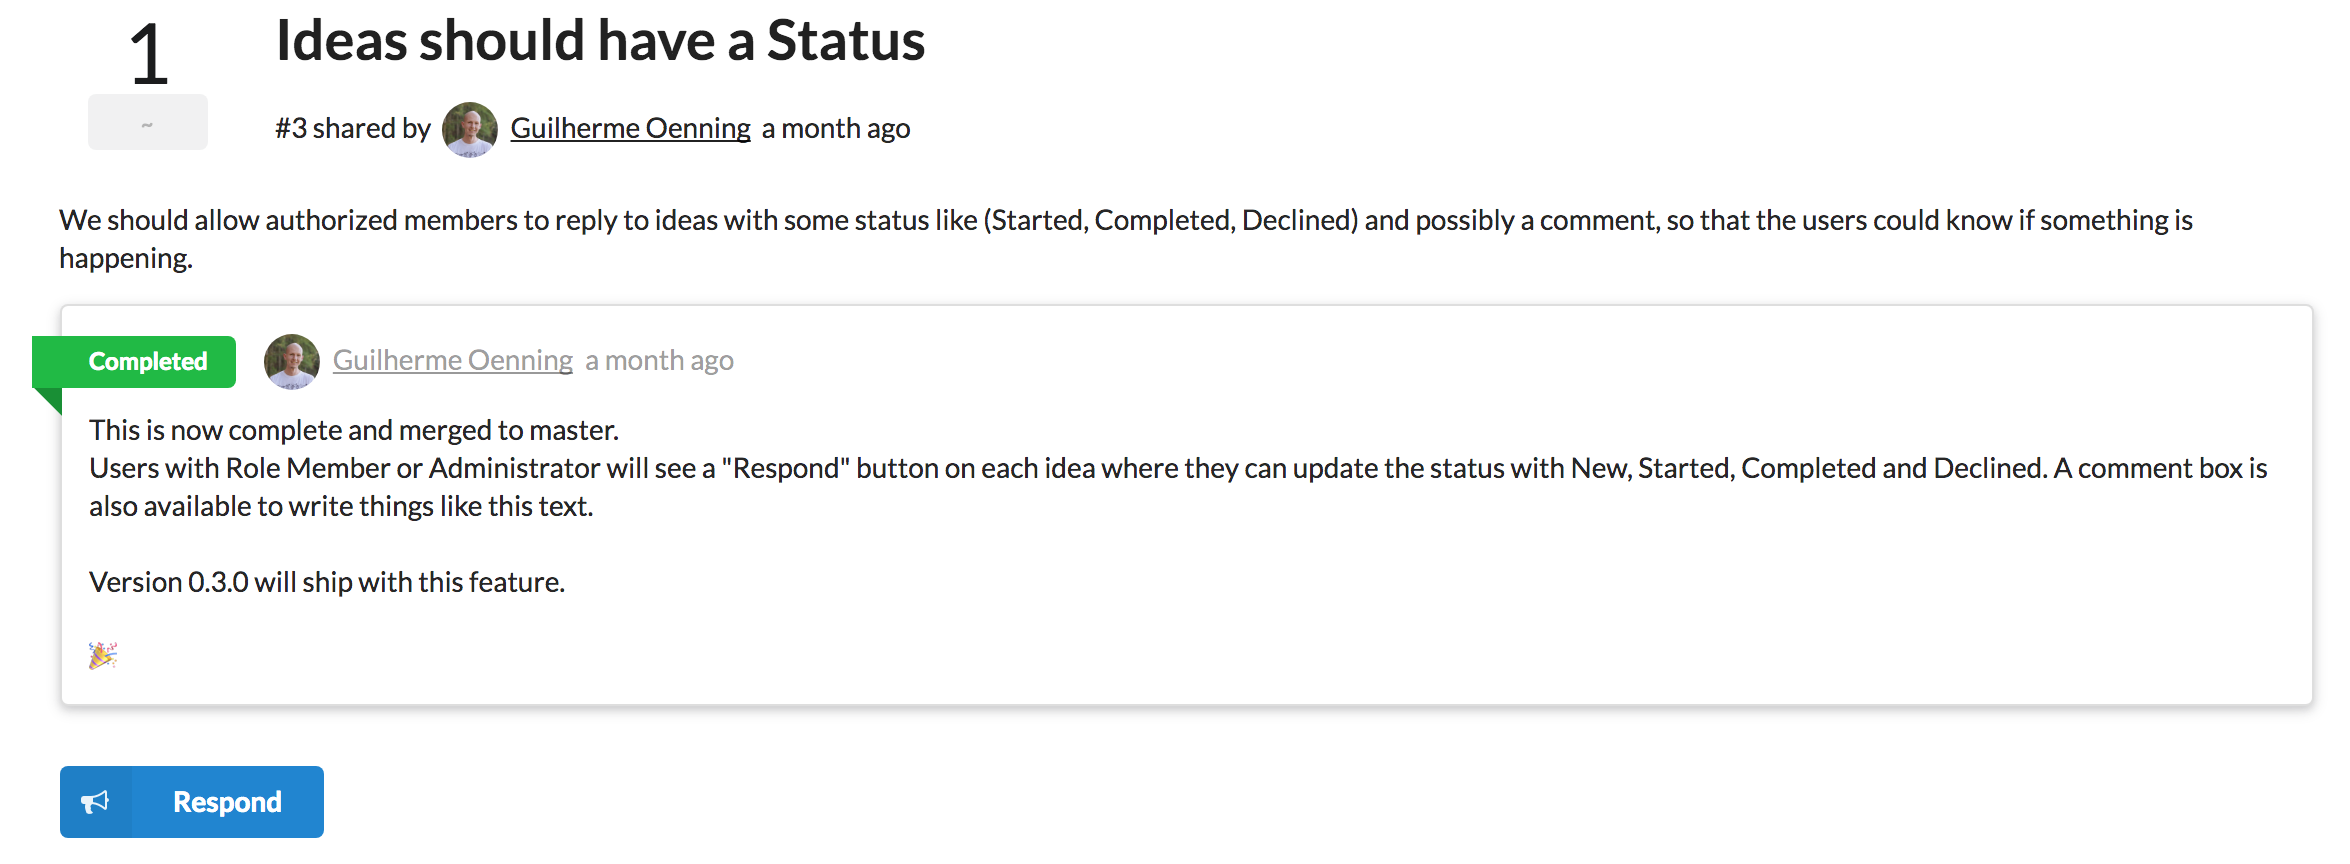 1
Ideas should have a Status
~
#3 shared by Guilherme Oenning a month ago
We should allow authorized members to reply to ideas with some status like (Started, Completed, Declined) and possibly a comment, so that the users could know if something is
happening.
Completed Guilherme Oenning a month ago
This is now complete and merged to master.
Users with Role Member or Administrator will see a "Respond" button on each idea where they can update the status with New, Started, Completed and Declined. A comment box is
also available to write things like this text.
Version 0.3.0 will ship with this feature.
🎉
Respond